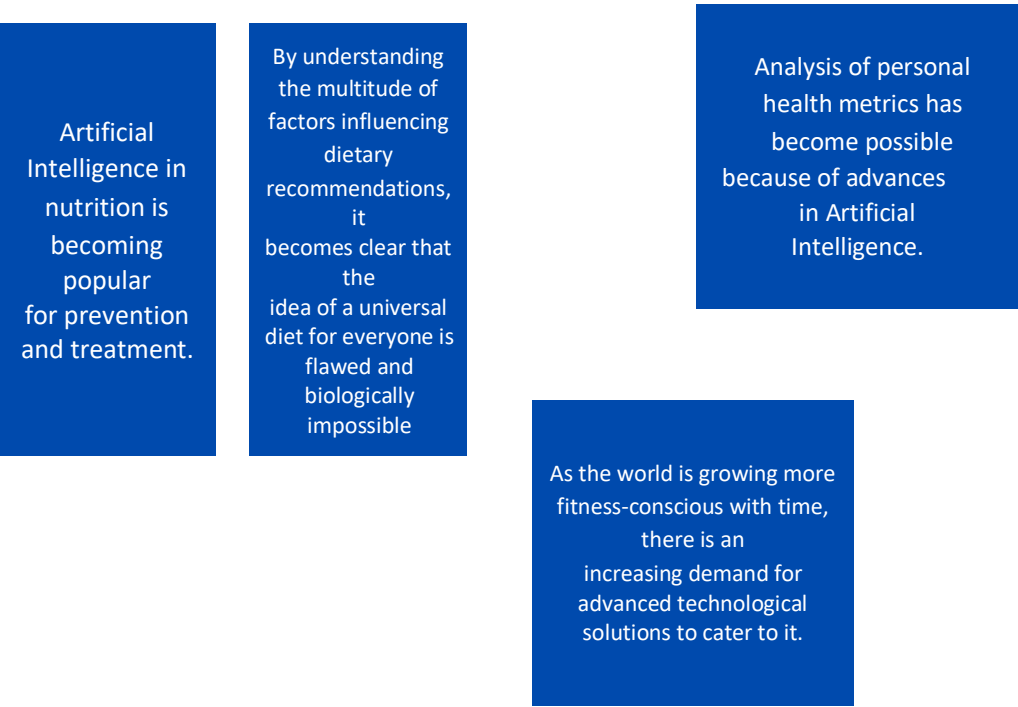 Artificial
Intelligence in
nutrition is
becoming
popular
for prevention
and treatment.
By understanding
the multitude of
factors influencing
dietary
recommendations,
it
becomes clear that
the
idea of a universal
diet for everyone is
flawed and
biologically
impossible
Analysis of personal
health metrics has
become possible
because of advances
in Artificial
Intelligence.
As the world is growing more
fitness-conscious with time,
there is an
increasing demand for
advanced technological
solutions to cater to it.